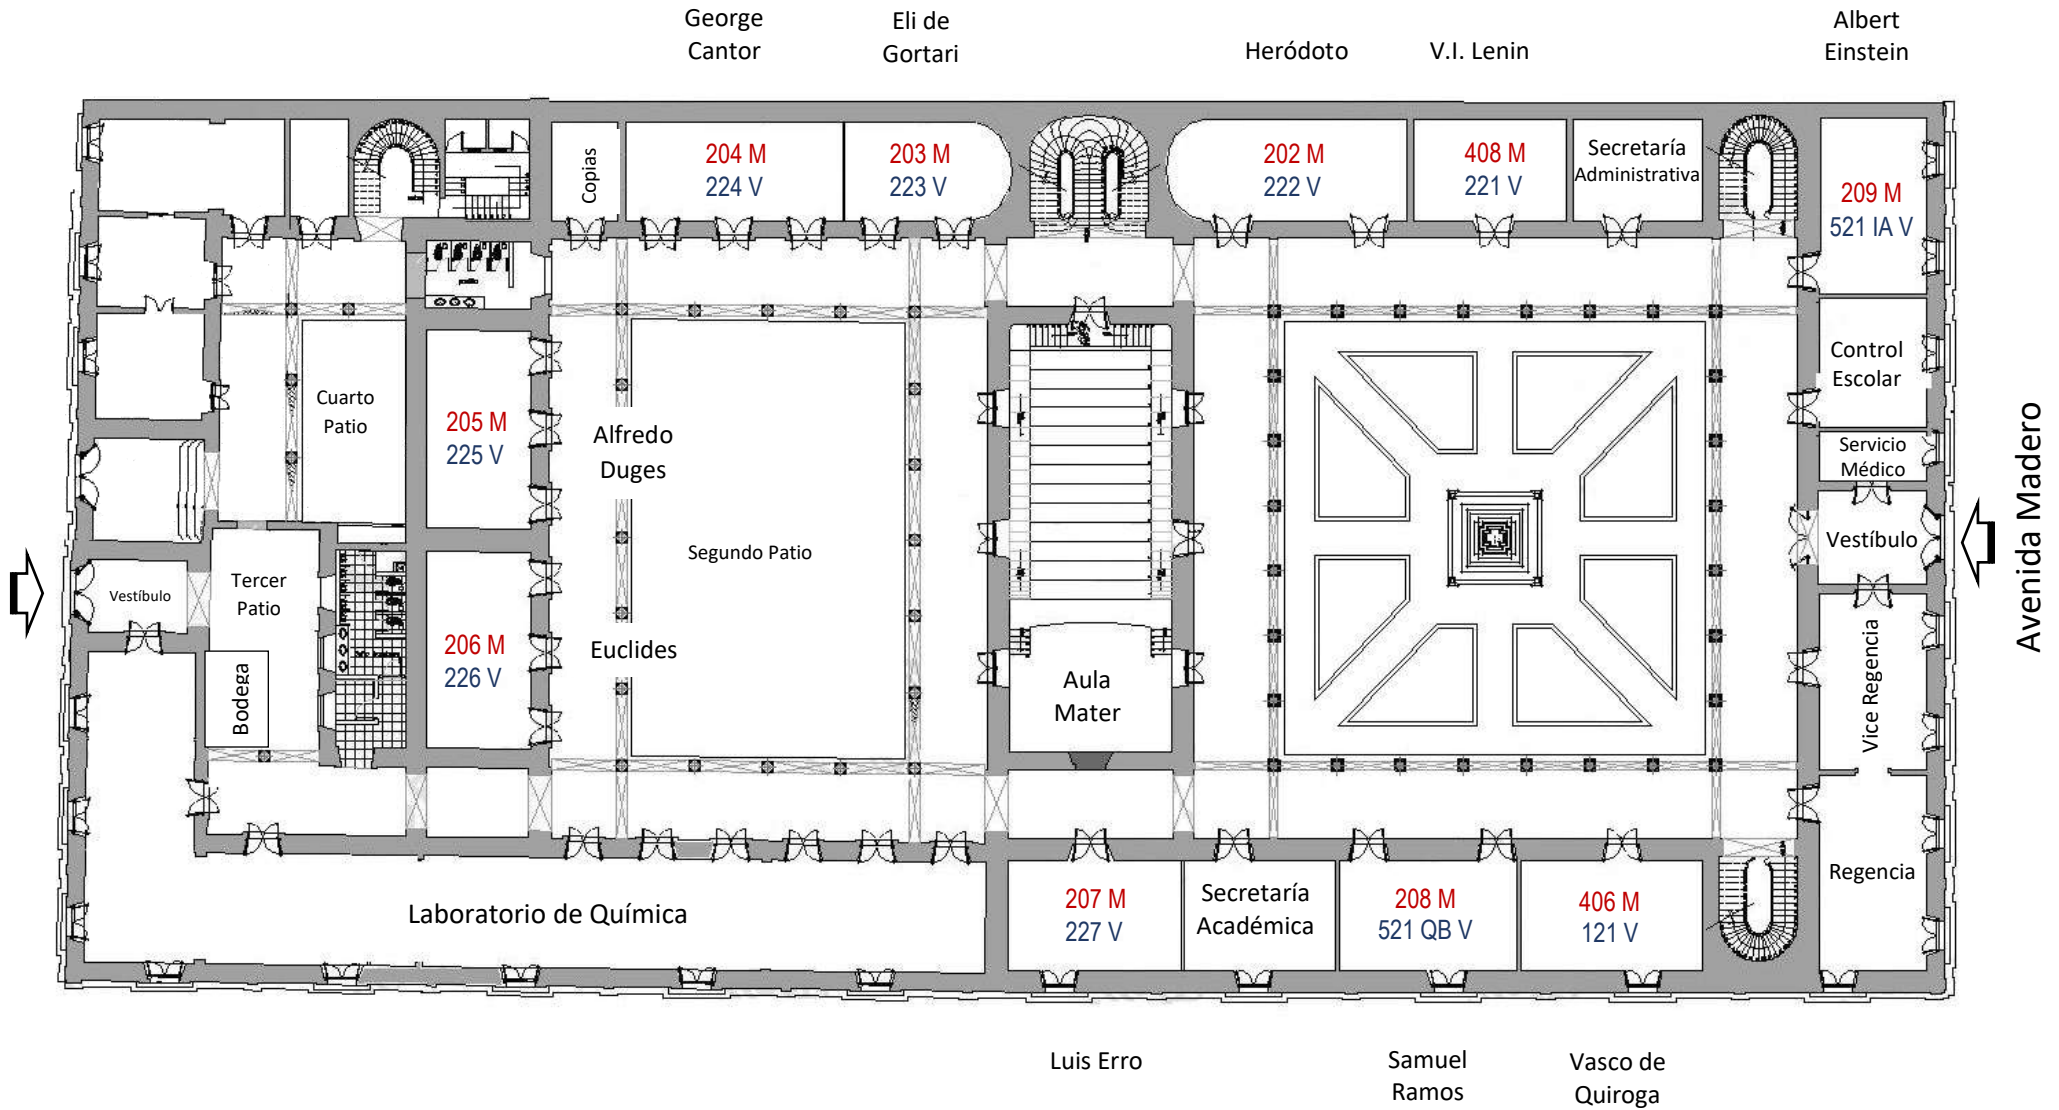 George
Cantor
Eli de
Gortari
Heródoto
V.I. Lenin
Albert
Einstein
Copias
204 M
224 V
203 M
223 V
202 M
222 V
408 M
221 V
Secretaría
Administrativa
209 M
521 IA V
Cuarto
Patio
205 M
225 V
Alfredo
Duges
Control
Escolar
Servicio
Médico
Segundo Patio
Vestíbulo
Avenida Madero
Vestíbulo
Tercer
Patio
Bodega
206 M
226 V
Euclides
Aula
Mater
Vice Regencia
Regencia
Laboratorio de Química
207 M
227 V
Secretaría
Académica
208 M
521 QB V
406 M
121 V
Luis Erro
Samuel
Ramos
Vasco de
Quiroga